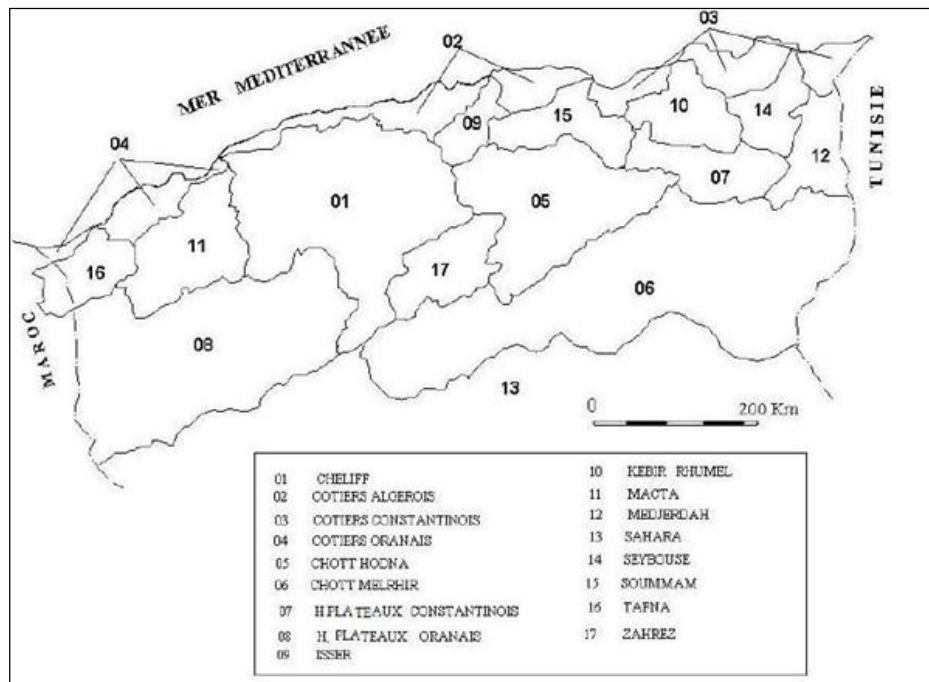 03
02
MER MEDITERRANNEE
10
09
15
14
TUNISIE
04
12
07
01
05
11
16
17
06
MAROC
08
13
0 200 Km
01 CHELIFF
02 COTIERS ALGEROIS
03 COTIERS CONSTANTINOIS
04 COTIERS ORANAIS
05 CHOTT HODNA
06 CHOTT MELRHIR
07 H.PLATEAUX CONSTANTINOIS
08 H. PLATEAUX ORANAIS
09 ISSER
10 KEBIR RHUMEL
11 MACTA
12 MEDJERDAH
13 SAHARA
14 SEYBOUSE
15 SOUMMAM
16 TAFNA
17 ZAHREZ